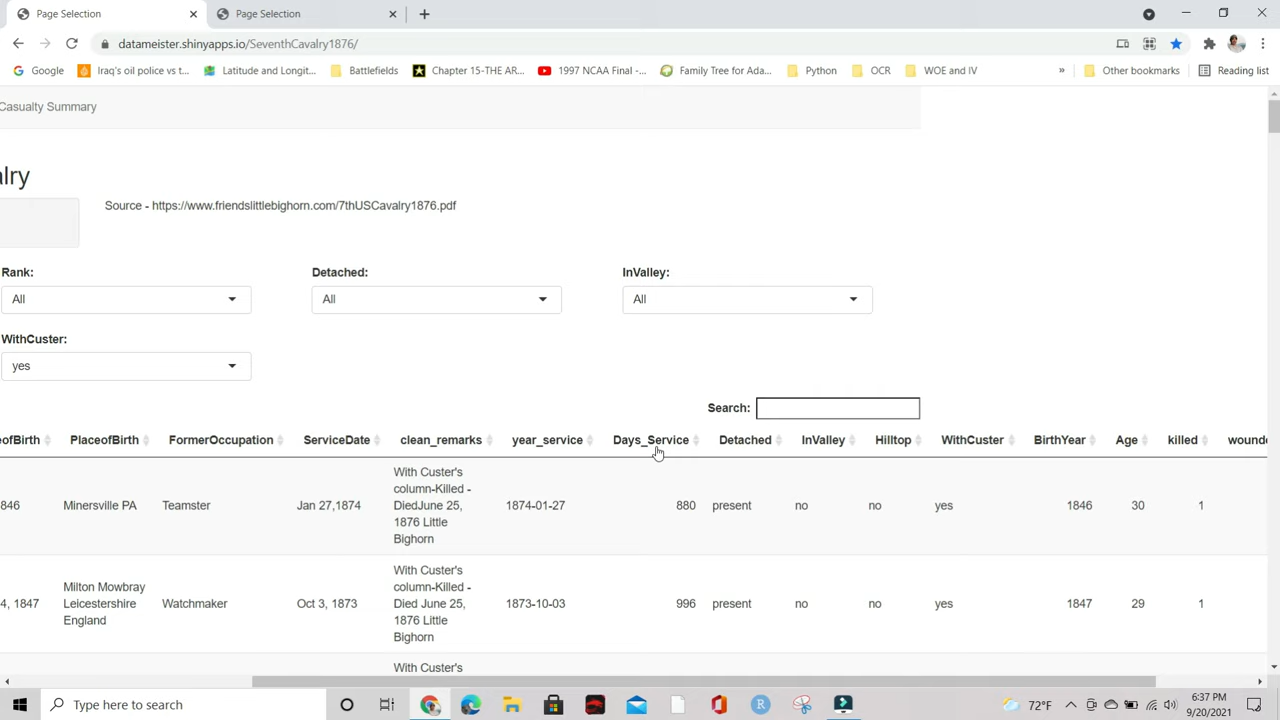 Page Selection
Page Selection
datameister.shinyapps.io/SeventhCavalry1876/
Google
Iraq's oil police vs t...
Latitude and Longit...
Battlefields
Chapter 15-THE AR...
1997 NCAA Final -...
Family Tree for Ada...
Python
OCR
WOE and IV
»
Other bookmarks
Reading list
Casualty Summary
alry
Source - https://www.friendslittlebighorn.com/7thUSCavalry1876.pdf
Rank:
Detached:
InValley:
All
All
All
WithCuster:
yes
Search:
eofBirth PlaceofBirth FormerOccupation ServiceDate clean_remarks year_service Days_Service Detached InValley Hilltop WithCuster BirthYear Age killed wounde
846 Minersville PA Teamster Jan 27,1874
With Custer's
column-Killed -
DiedJune 25,
1876 Little
Bighorn
1874-01-27 880 present no no yes 1846 30 1
4, 1847
Milton Mowbray
Leicestershire
England
Watchmaker Oct 3, 1873
With Custer's
column-Killed -
Died June 25,
1876 Little
Bighorn
1873-10-03 996 present no no yes 1847 29 1
With Custer's
Type here to search
72°F
6:37 PM
9/20/2021